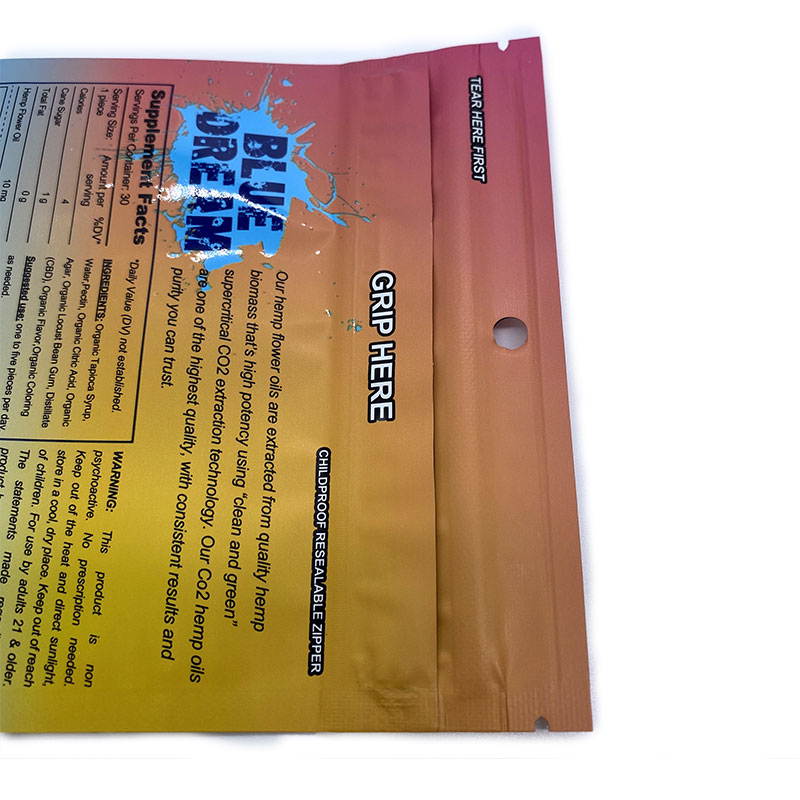 TEAR HERE FIRST
GRIP HERE
CHILDPROOF RESEALABLE ZIPPER
BLUE
DREAM
Our hemp flower oils are extracted from quality hemp
biomass that's high potency using "clean and green"
supercritical CO2 extraction technology. Our Co2 hemp oils
are one of the highest quality, with consistent results and
purity you can trust.
Supplement Facts
Servings Per Container: 30
Serving Size:
1 piece
Amount per
serving
%DV*
Calories 4
Cane Sugar 1 g
Total Fat 0 g
Hemp Flower Oil 10 mg
*Daily Value (DV) not established.
INGREDIENTS: Organic Tapioca Syrup,
Water,Pectin, Organic Citric Acid, Organic
Agar, Organic Locust Bean Gum, Distillate
(CBD), Organic Flavor,Organic Coloring
Suggested use: one to five pieces per day
as needed.
WARNING: This product is non
psychoactive. No prescription needed.
Keep out of the heat and direct sunlight,
store in a cool, dry place. Keep out of reach
of children. For use by adults 21 & older.
The statements made
product